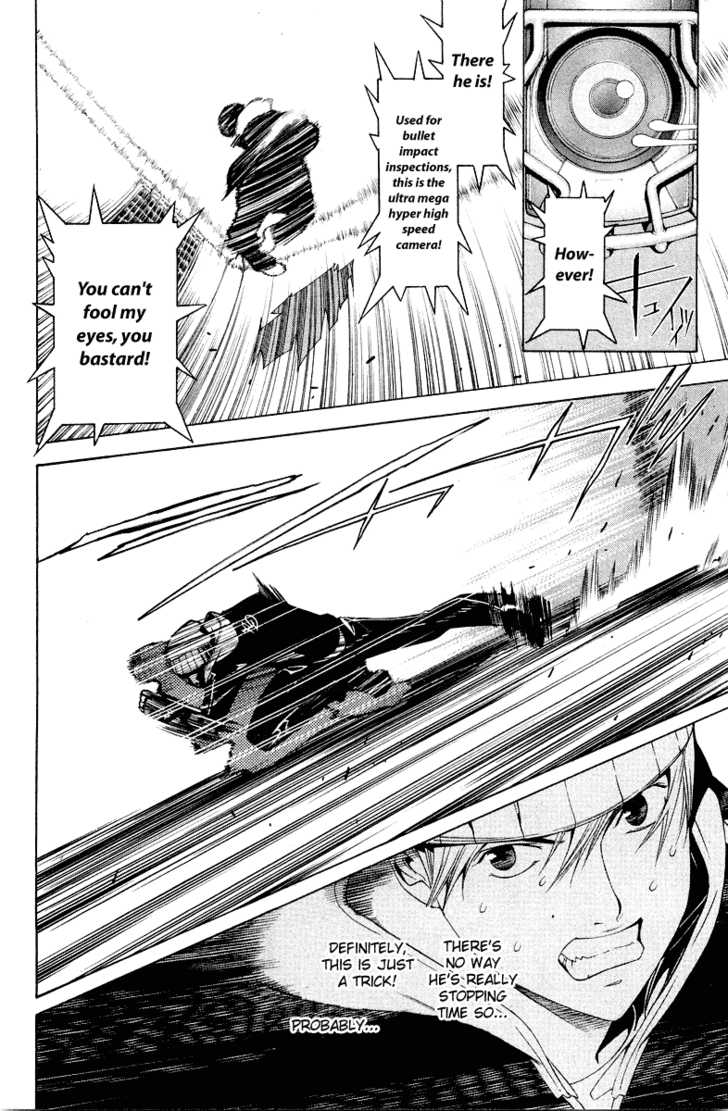 How-
ever!
There
he is!
Used for
bullet
impact
inspections,
this is the
ultra mega
hyper high
speed
camera!
You can't
fool my
eyes, you
bastard!
THERE'S
NO WAY
HE'S REALLY
STOPPING
TIME SO...
DEFINITELY,
THIS IS JUST
A TRICK!
PROBABLY...